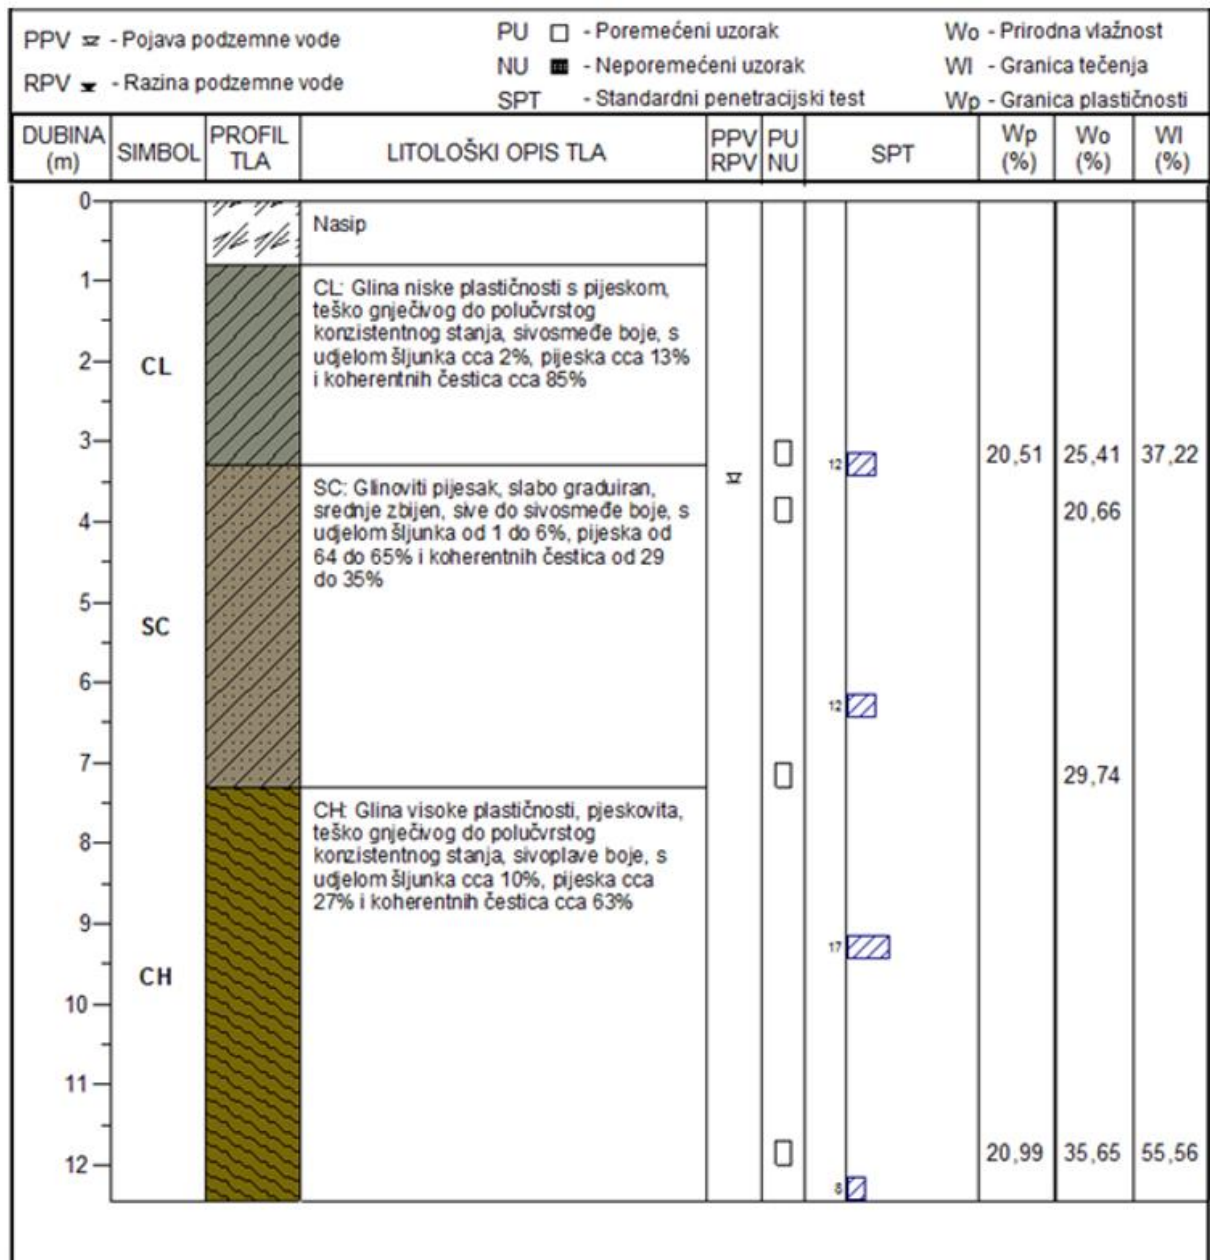 PPV - Pojava podzemne vode
RPV - Razina podzemne vode
PU - Poremećeni uzorak
NU - Neporemećeni uzorak
SPT - Standardni penetracijski test
Wo - Prirodna vlažnost
Wl - Granica tečenja
Wp - Granica plastičnosti
DUBINA (m)
SIMBOL
PROFIL TLA
LITOLOŠKI OPIS TLA
PPV RPV
PU NU
SPT
Wp (%)
Wo (%)
Wl (%)
0
Nasip
1
CL: Glina niske plastičnosti s pijeskom,
teško gnječivog do polučvrstog
konzistentnog stanja, sivosmeđe boje, s
udjelom šljunka cca 2%, pijeska cca 13%
i koherentnih čestica cca 85%
2
CL
3
12
20,51 25,41 37,22
SC: Glinoviti pijesak, slabo graduiran,
srednje zbijen, sive do sivosmeđe boje, s
udjelom šljunka od 1 do 6%, pijeska od
64 do 65% i koherentnih čestica od 29
do 35%
4
20,66
5
SC
6
12
7
29,74
CH: Glina visoke plastičnosti, pjeskovita,
teško gnječivog do polučvrstog
konzistentnog stanja, sivoplave boje, s
udjelom šljunka cca 10%, pijeska cca
27% i koherentnih čestica cca 63%
8
9
17
CH
10
11
12
20,99 35,65 55,56
8